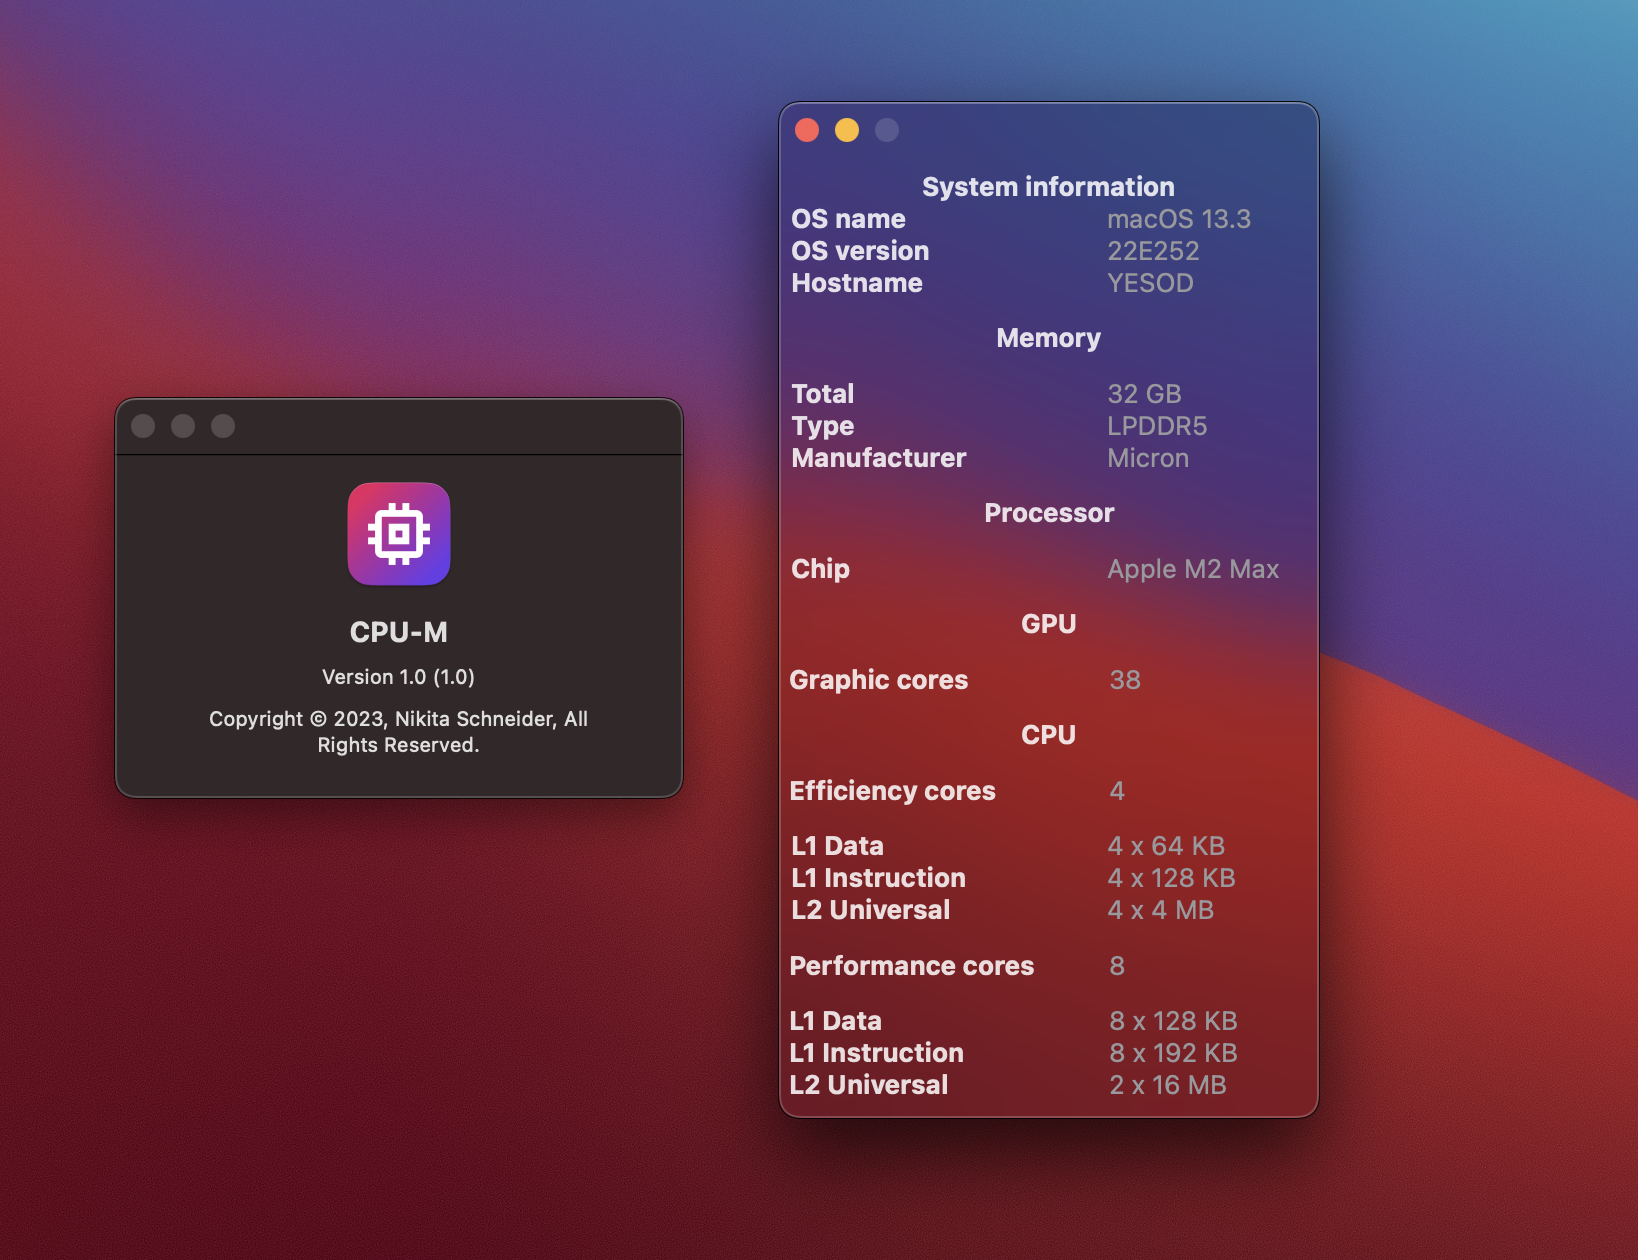 CPU-M
Version 1.0 (1.0)
Copyright © 2023, Nikita Schneider, All
Rights Reserved.
System information
OS name macOS 13.3
OS version 22E252
Hostname YESOD
Memory
Total 32 GB
Type LPDDR5
Manufacturer Micron
Processor
Chip Apple M2 Max
GPU
Graphic cores 38
CPU
Efficiency cores 4
L1 Data 4 x 64 KB
L1 Instruction 4 x 128 KB
L2 Universal 4 x 4 MB
Performance cores 8
L1 Data 8 x 128 KB
L1 Instruction 8 x 192 KB
L2 Universal 2 x 16 MB